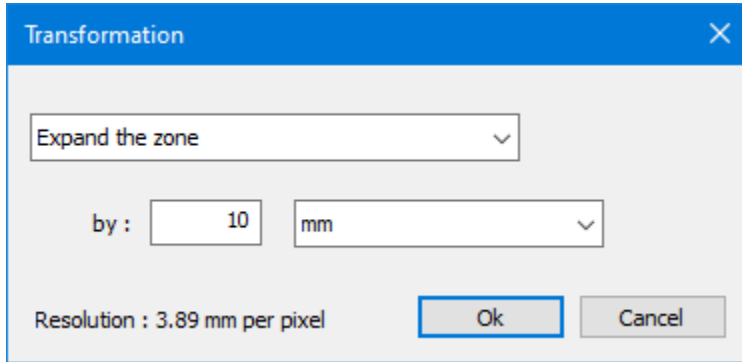 Transformation
Expand the zone
by : 10 mm
Resolution : 3.89 mm per pixel Ok Cancel